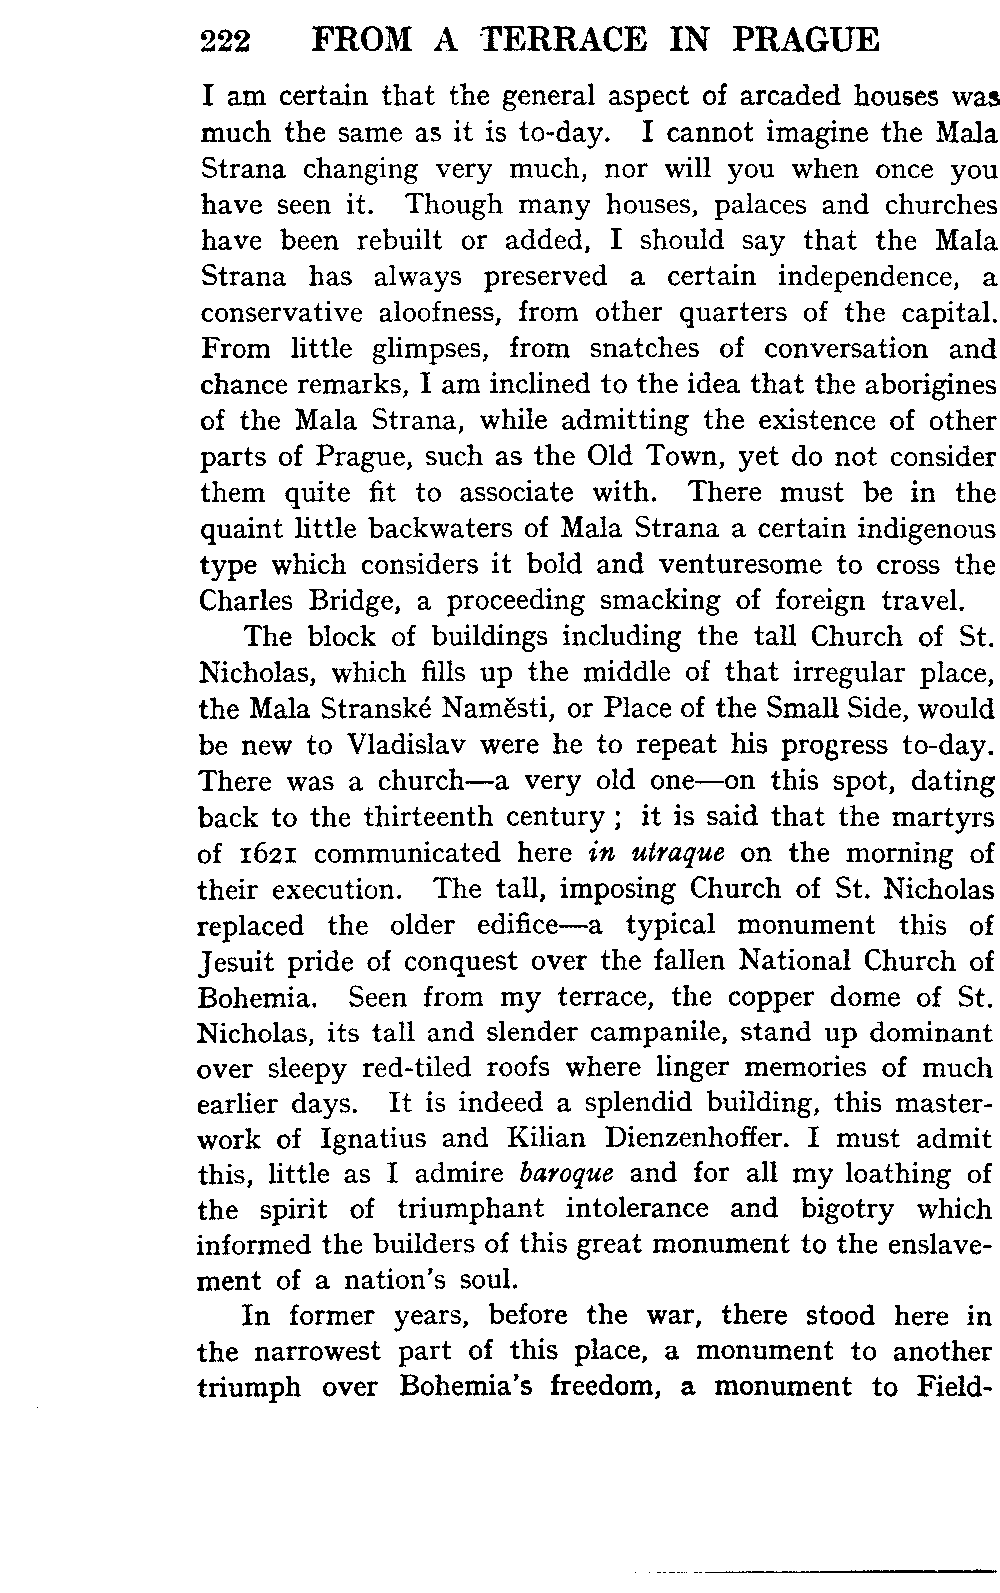 222 FROM A TERRACE IN PRAGUE
I am certain that the general aspect of arcaded houses was
much the same as it is to-day. I cannot imagine the Mala
Strana changing very much, nor will you when once you
have seen it. Though many houses, palaces and churches
have been rebuilt or added, I should say that the Mala
Strana has always preserved a certain independence, a
conservative aloofness, from other quarters of the capital.
From little glimpses, from snatches of conversation and
chance remarks, I am inclined to the idea that the aborigines
of the Mala Strana, while admitting the existence of other
parts of Prague, such as the Old Town, yet do not consider
them quite fit to associate with. There must be in the
quaint little backwaters of Mala Strana a certain indigenous
type which considers it bold and venturesome to cross the
Charles Bridge, a proceeding smacking of foreign travel.
The block of buildings including the tall Church of St.
Nicholas, which fills up the middle of that irregular place,
the Mala Stranské Naměsti, or Place of the Small Side, would
be new to Vladislav were he to repeat his progress to-day.
There was a church—a very old one—on this spot, dating
back to the thirteenth century ; it is said that the martyrs
of 1621 communicated here in utraque on the morning of
their execution. The tall, imposing Church of St. Nicholas
replaced the older edifice—a typical monument this of
Jesuit pride of conquest over the fallen National Church of
Bohemia. Seen from my terrace, the copper dome of St.
Nicholas, its tall and slender campanile, stand up dominant
over sleepy red-tiled roofs where linger memories of much
earlier days. It is indeed a splendid building, this master-
work of Ignatius and Kilian Dienzenhoffer. I must admit
this, little as I admire baroque and for all my loathing of
the spirit of triumphant intolerance and bigotry which
informed the builders of this great monument to the enslave-
ment of a nation's soul.
In former years, before the war, there stood here in
the narrowest part of this place, a monument to another
triumph over Bohemia's freedom, a monument to Field-